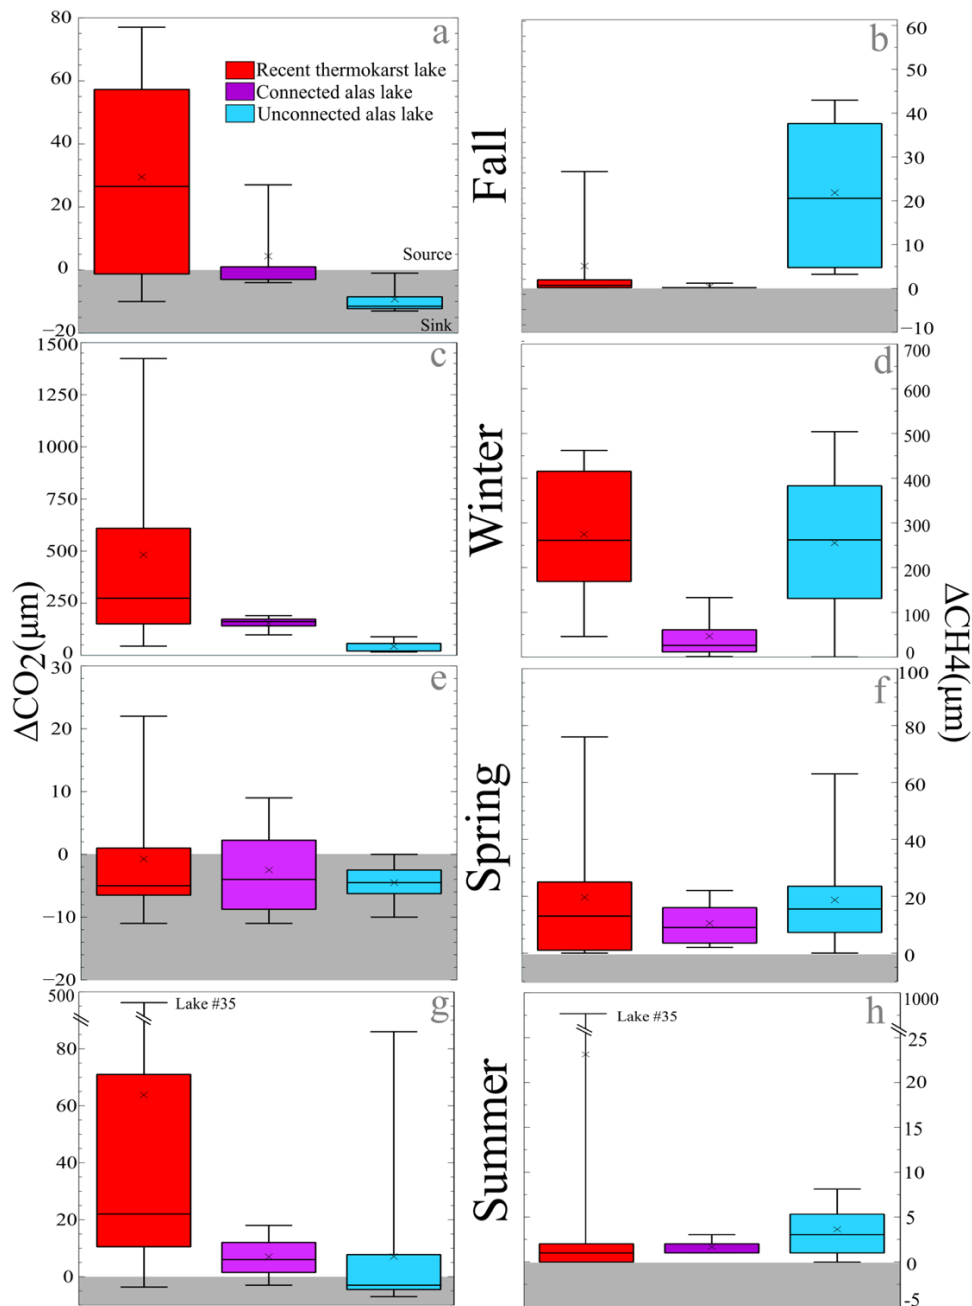 a
80
60
40
20
0
−20
Recent thermokarst lake
Connected alas lake
Unconnected alas lake
Source
Sink
Fall
b
60
50
40
30
20
10
0
−10
c
1500
1250
1000
750
500
250
0
Winter
d
700
600
500
400
300
200
100
0
ΔCO2(μm)
ΔCH4(μm)
e
30
20
10
0
−10
−20
Spring
f
100
80
60
40
20
0
g
500
80
60
40
20
0
Lake #35
Summer
h
1000
25
20
15
10
5
0
-5
Lake #35